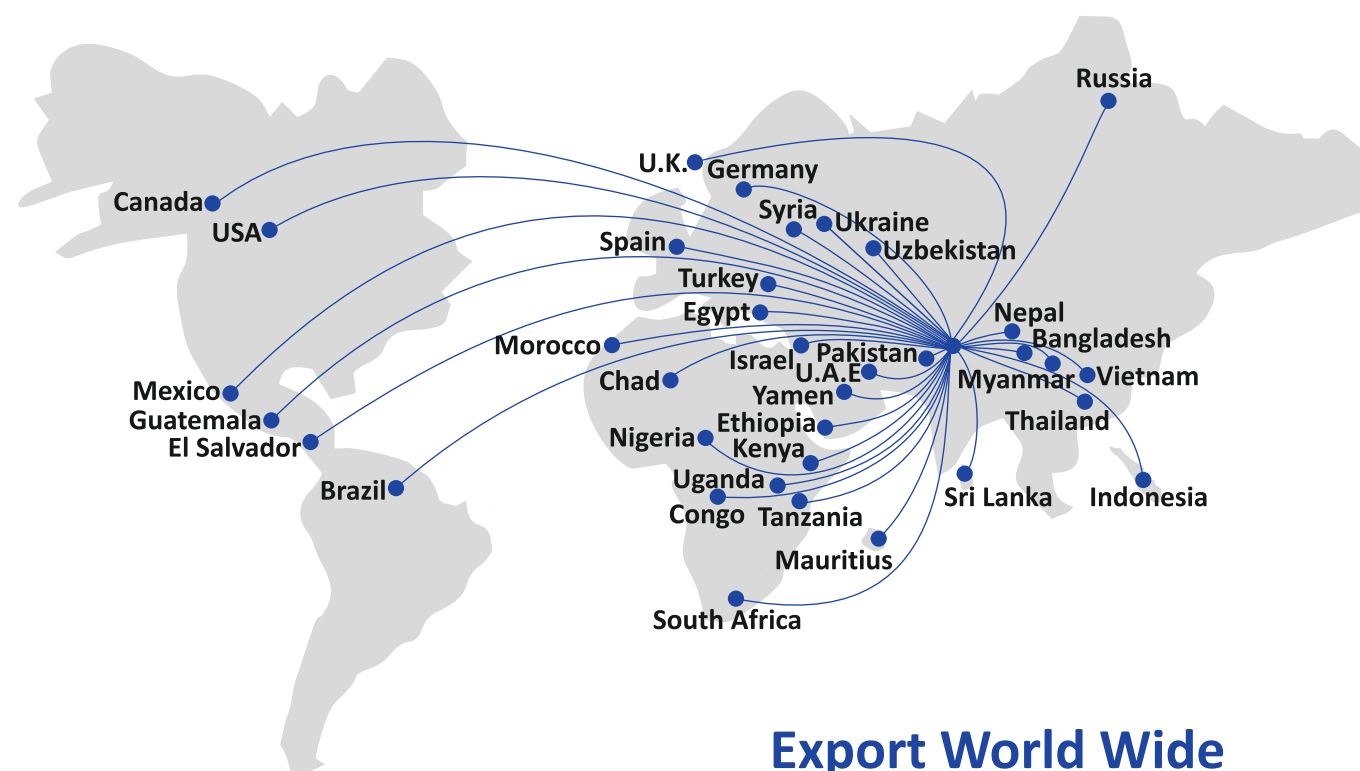 Russia
U.K.
Germany
Canada
Syria
Ukraine
USA
Spain
Uzbekistan
Turkey
Egypt
Nepal
Bangladesh
Morocco
Israel
Pakistan
U.A.E
Chad
Myanmar
Vietnam
Mexico
Yamen
Guatemala
Ethiopia
Thailand
El Salvador
Nigeria
Kenya
Uganda
Brazil
Sri Lanka
Indonesia
Congo
Tanzania
Mauritius
South Africa
Export World Wide